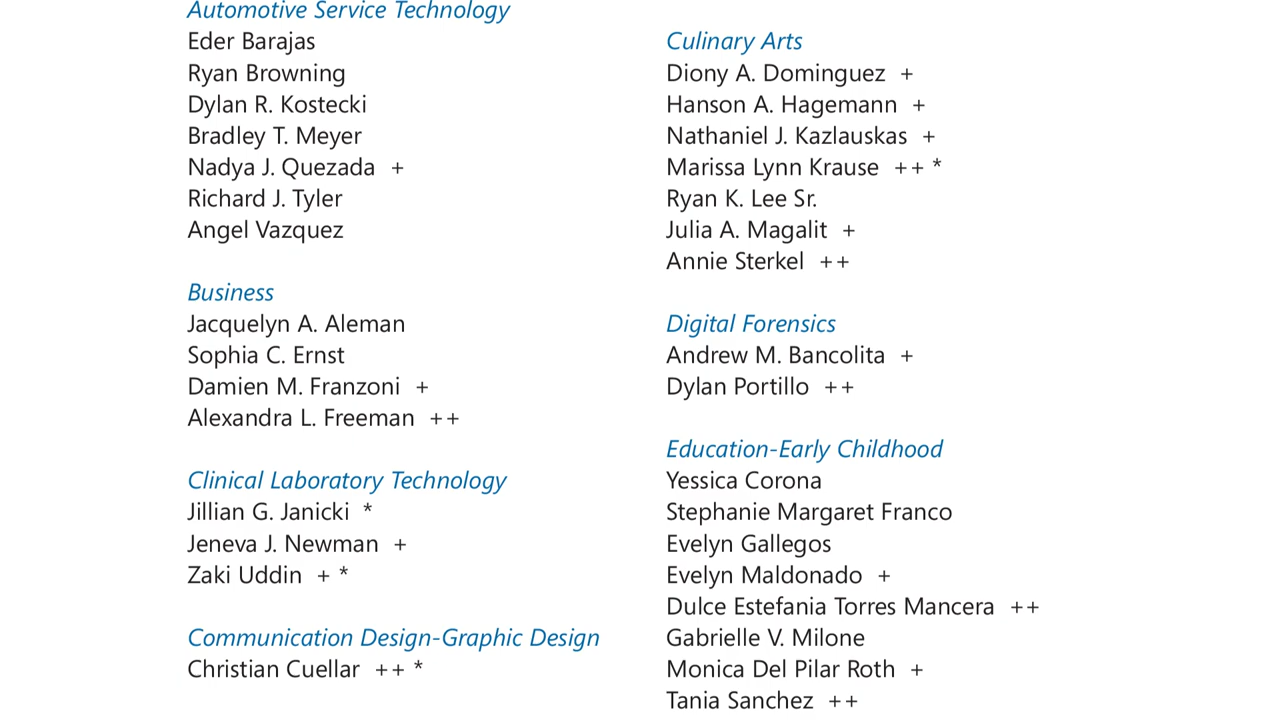 Automotive Service Technology
Eder Barajas
Ryan Browning
Dylan R. Kostecki
Bradley T. Meyer
Nadya J. Quezada +
Richard J. Tyler
Angel Vazquez
Business
Jacquelyn A. Aleman
Sophia C. Ernst
Damien M. Franzoni +
Alexandra L. Freeman ++
Clinical Laboratory Technology
Jillian G. Janicki *
Jeneva J. Newman +
Zaki Uddin + *
Communication Design-Graphic Design
Christian Cuellar ++ *
Culinary Arts
Diony A. Dominguez +
Hanson A. Hagemann +
Nathaniel J. Kazlauskas +
Marissa Lynn Krause ++ *
Ryan K. Lee Sr.
Julia A. Magalit +
Annie Sterkel ++
Digital Forensics
Andrew M. Bancolita +
Dylan Portillo ++
Education-Early Childhood
Yessica Corona
Stephanie Margaret Franco
Evelyn Gallegos
Evelyn Maldonado +
Dulce Estefania Torres Mancera ++
Gabrielle V. Milone
Monica Del Pilar Roth +
Tania Sanchez ++